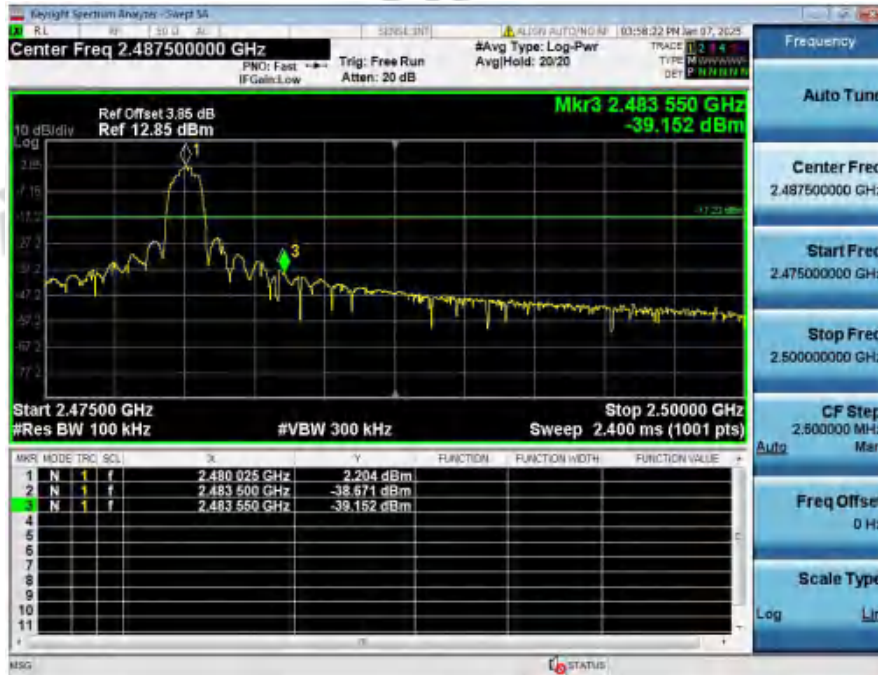 Keysight Spectrum Analyzer - Swept SA
RL RF 50 Ω AC SENSE:INT ALIGN AUTO/NO RF 03:58:22 PM Jan 07, 2025
Center Freq 2.487500000 GHz
PNO: Fast
IFGain:Low
Trig: Free Run
Atten: 20 dB
#Avg Type: Log-Pwr
Avg|Hold: 20/20
TRACE 1 2 3 4 5
TYPE M
DET P N N N N N
Ref Offset 3.85 dB
Ref 12.85 dBm
10 dB/div
Log
Mkr3 2.483 550 GHz
-39.152 dBm
2.85
-7.15
-17.2
-27.2
-37.2
-47.2
-57.2
-67.2
-77.2
1
3
Start 2.47500 GHz
Stop 2.50000 GHz
#Res BW 100 kHz
#VBW 300 kHz
Sweep 2.400 ms (1001 pts)
MKR MODE TRC SCL X Y FUNCTION FUNCTION WIDTH FUNCTION VALUE
1 N 1 f 2.480 025 GHz 2.204 dBm
2 N 1 f 2.483 500 GHz -38.671 dBm
3 N 1 f 2.483 550 GHz -39.152 dBm
4
5
6
7
8
9
10
11
MSG
STATUS
Frequency
Auto Tune
Center Freq
2.487500000 GHz
Start Freq
2.475000000 GHz
Stop Freq
2.500000000 GHz
CF Step
2.500000 MHz
Auto Man
Freq Offset
0 Hz
Scale Type
Log Lin